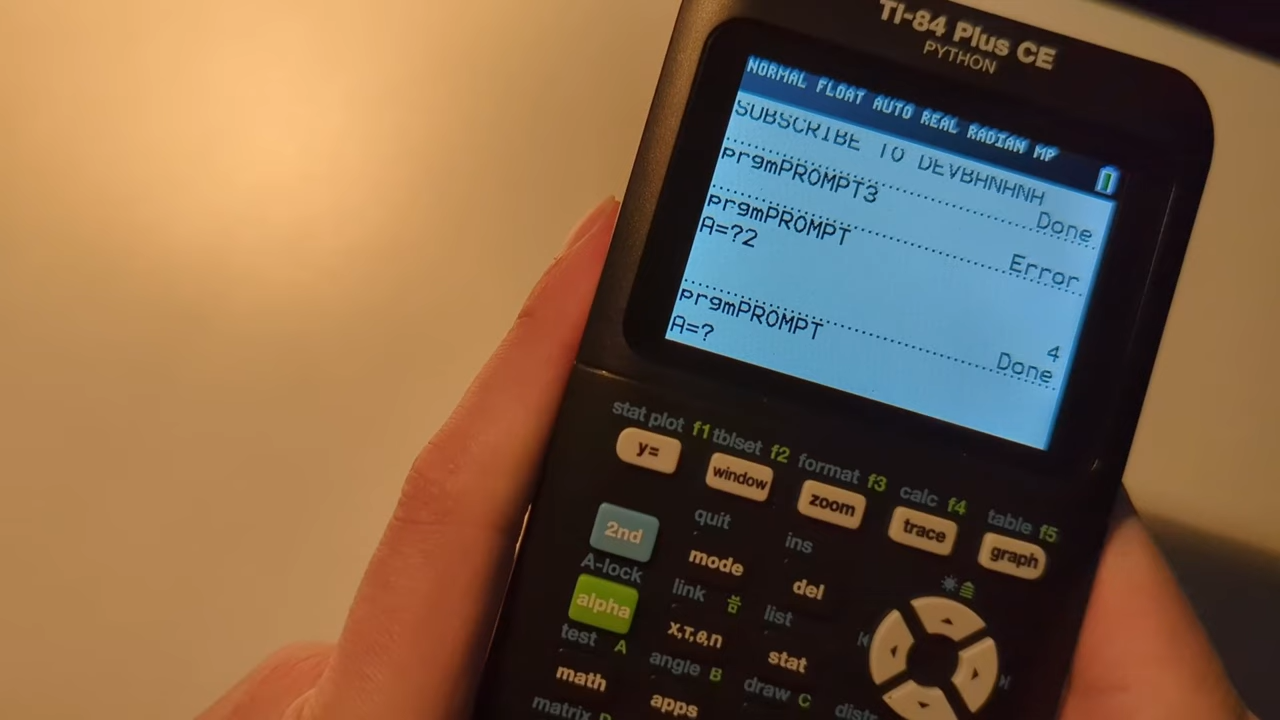 TI-84 Plus CE
PYTHON
NORMAL FLOAT AUTO REAL RADIAN MP
SUBSCRIBE TO DEVBHNHNH
Done
prgmPROMPT3
Error
prgmPROMPT
A=?2
4
Done
prgmPROMPT
A=?
stat plot f1 tblset f2 format f3 calc f4 table f5
y= window zoom trace graph
quit ins
2nd mode del
A-lock link list
alpha X,T,θ,n stat
test A angle B draw C distr
math apps
matrix D